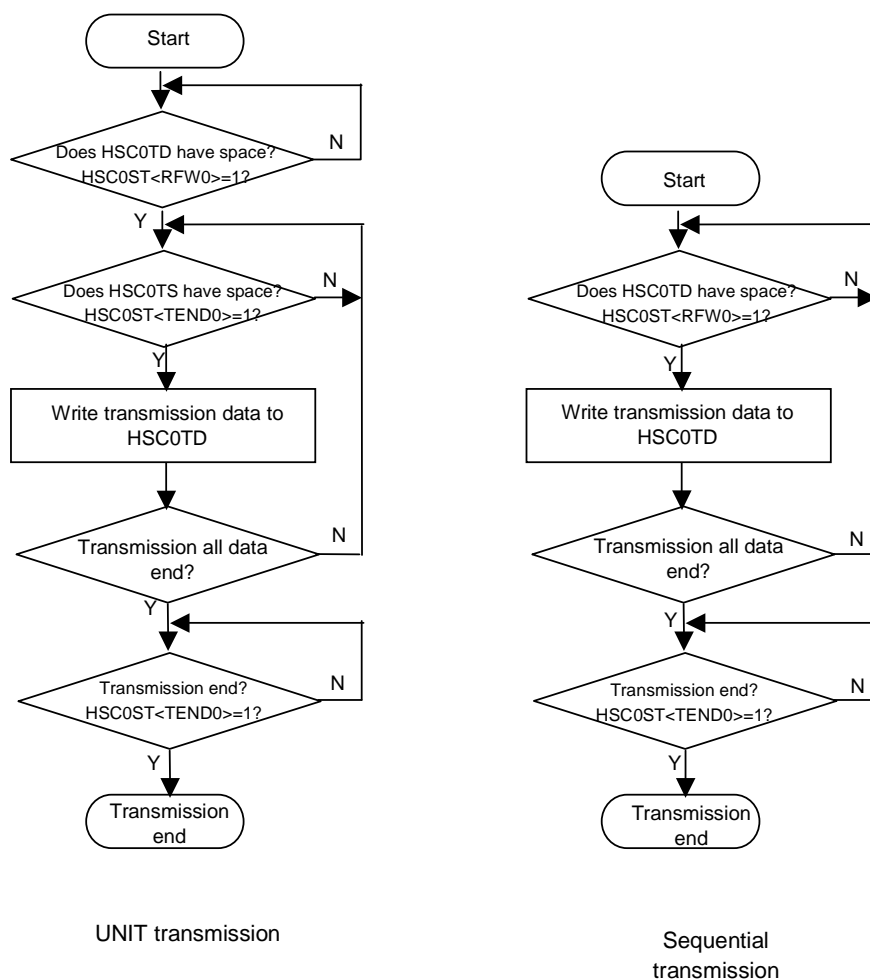 Start
N
Does HSC0TD have space?
HSC0ST<RFW0>=1?
Y
N
Does HSC0TS have space?
HSC0ST<TEND0>=1?
Y
Write transmission data to
HSC0TD
N
Transmission all data
end?
Y
N
Transmission end?
HSC0ST<TEND0>=1?
Y
Transmission
end
UNIT transmission
Start
N
Does HSC0TD have space?
HSC0ST<RFW0>=1?
Y
Write transmission data to
HSC0TD
N
Transmission all data
end?
Y
N
Transmission end?
HSC0ST<TEND0>=1?
Y
Transmission
end
Sequential
transmission